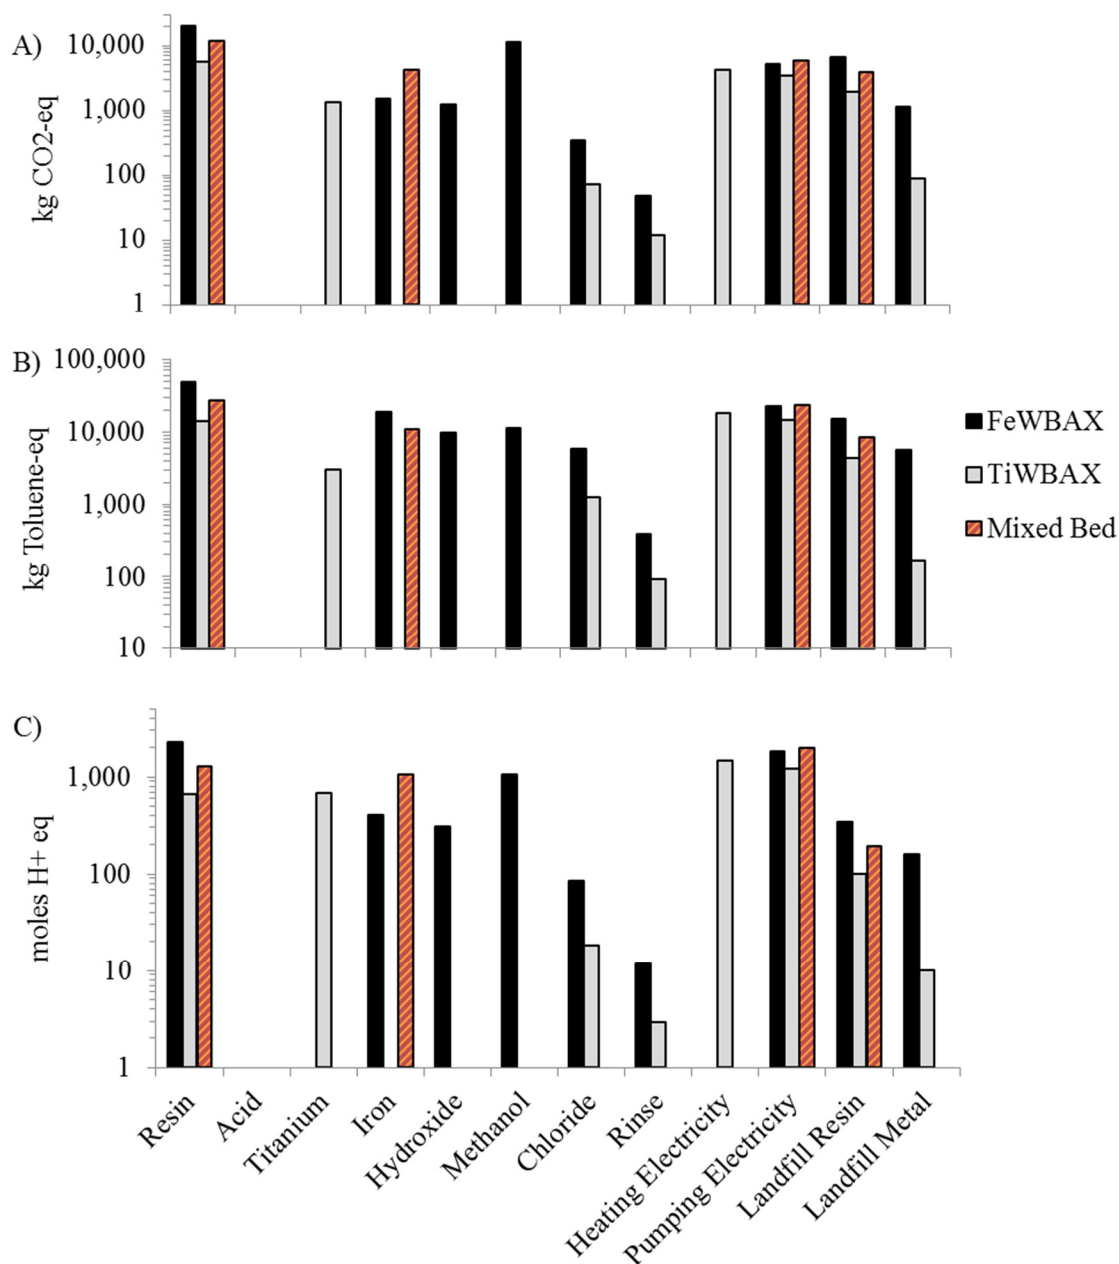 A)
kg CO2-eq
10,000
1,000
100
10
1
B)
kg Toluene-eq
100,000
10,000
1,000
100
10
FeWBAX
TiWBAX
Mixed Bed
C)
moles H+ eq
1,000
100
10
1
Resin
Acid
Titanium
Iron
Hydroxide
Methanol
Chloride
Rinse
Heating Electricity
Pumping Electricity
Landfill Resin
Landfill Metal